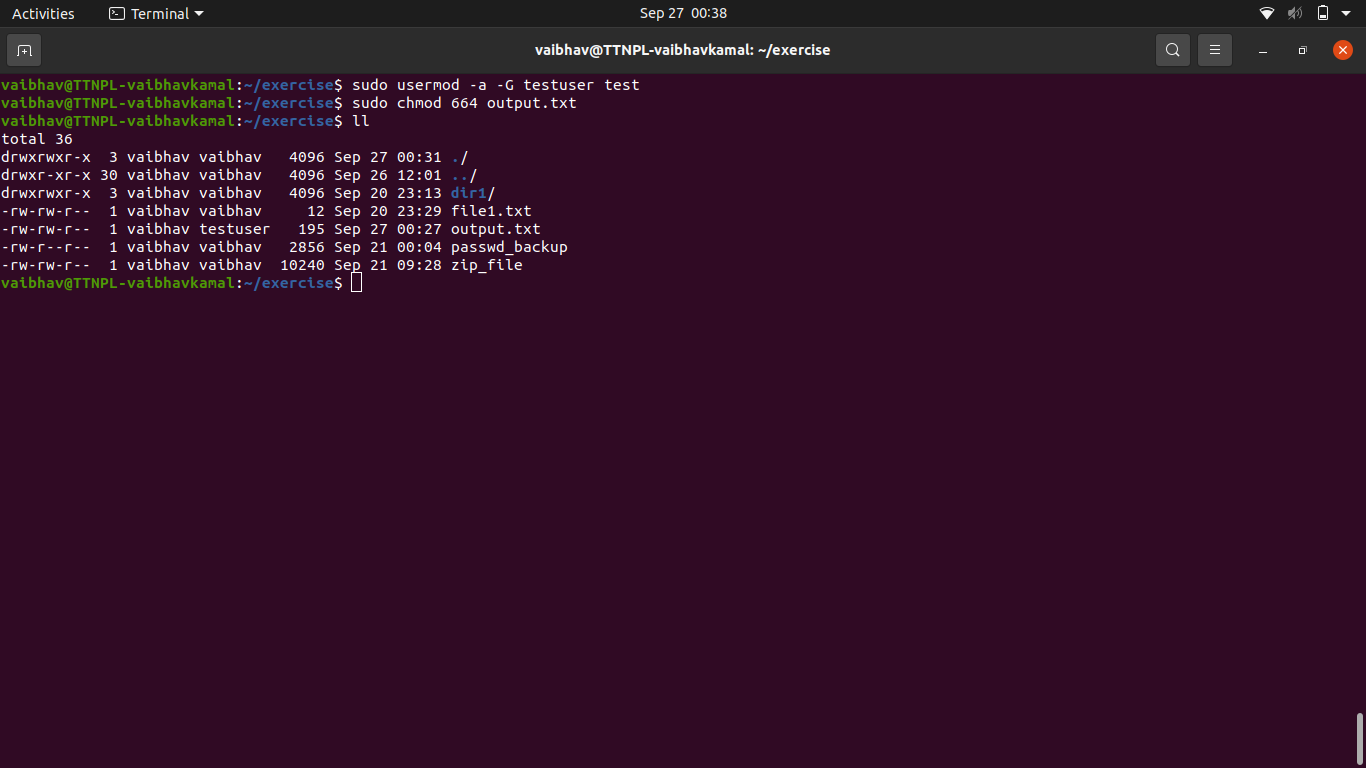 Activities Terminal Sep 27 00:38
vaibhav@TTNPL-vaibhavkamal: ~/exercise
vaibhav@TTNPL-vaibhavkamal:~/exercise$ sudo usermod -a -G testuser test
vaibhav@TTNPL-vaibhavkamal:~/exercise$ sudo chmod 664 output.txt
vaibhav@TTNPL-vaibhavkamal:~/exercise$ ll
total 36
drwxrwxr-x  3 vaibhav vaibhav   4096 Sep 27 00:31 ./
drwxr-xr-x 30 vaibhav vaibhav   4096 Sep 26 12:01 ../
drwxrwxr-x  3 vaibhav vaibhav   4096 Sep 20 23:13 dir1/
-rw-rw-r--  1 vaibhav vaibhav     12 Sep 20 23:29 file1.txt
-rw-rw-r--  1 vaibhav testuser   195 Sep 27 00:27 output.txt
-rw-r--r--  1 vaibhav vaibhav   2856 Sep 21 00:04 passwd_backup
-rw-rw-r--  1 vaibhav vaibhav  10240 Sep 21 09:28 zip_file
vaibhav@TTNPL-vaibhavkamal:~/exercise$